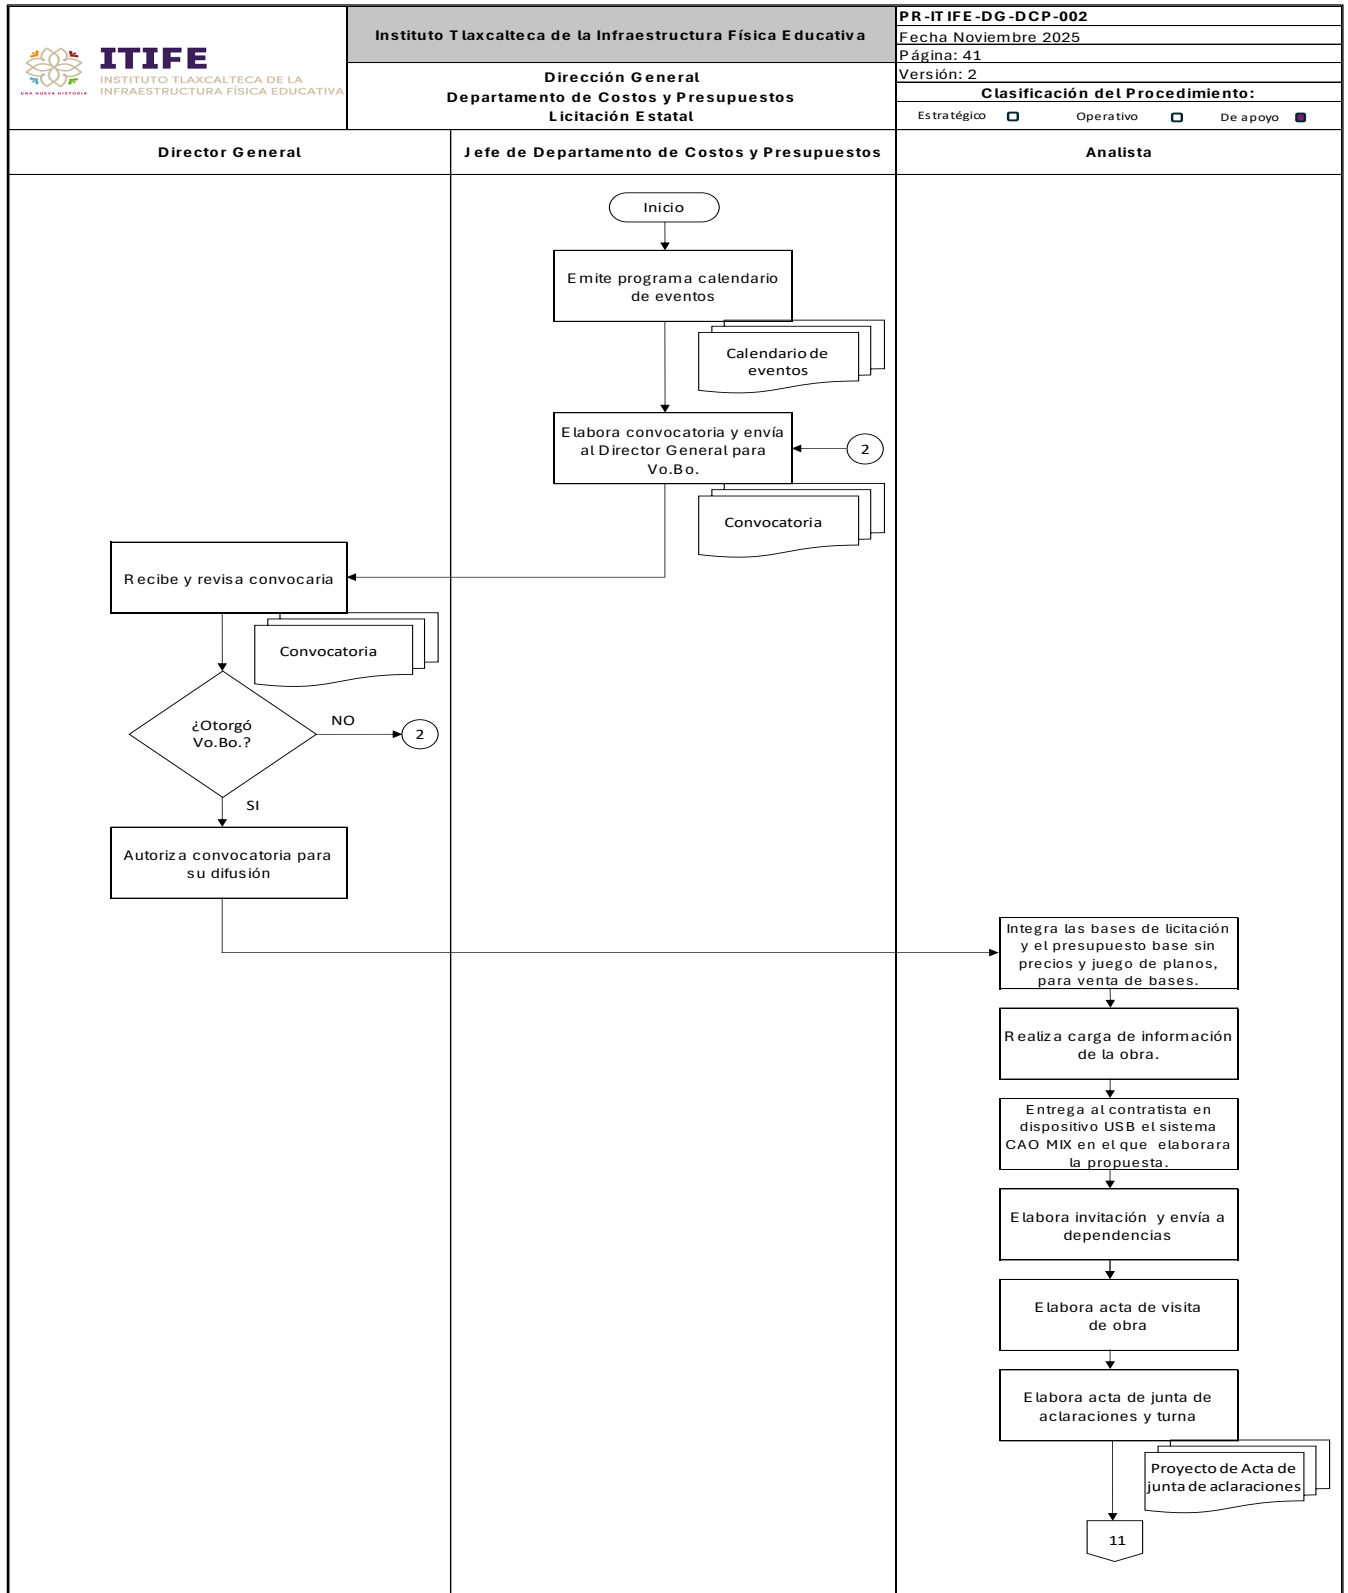 UNA NUEVA HISTORIA
ITIFE
INSTITUTO TLAXCALTECA DE LA
INFRAESTRUCTURA FÍSICA EDUCATIVA
Instituto Tlaxcalteca de la Infraestructura Física Educativa
Dirección General
Departamento de Costos y Presupuestos
Licitación Estatal
PR-ITIFE-DG-DCP-002
Fecha Noviembre 2025
Página: 41
Versión: 2
Clasificación del Procedimiento:
Estratégico
Operativo
De apoyo
Director General
Jefe de Departamento de Costos y Presupuestos
Analista
Inicio
Emite programa calendario
de eventos
Calendario de
eventos
Elabora convocatoria y envía
al Director General para
Vo.Bo.
2
Convocatoria
Recibe y revisa convocaria
Convocatoria
¿Otorgó
Vo.Bo.?
NO
2
SI
Autoriza convocatoria para
su difusión
Integra las bases de licitación
y el presupuesto base sin
precios y juego de planos,
para venta de bases.
Realiza carga de información
de la obra.
Entrega al contratista en
dispositivo USB el sistema
CAO MIX en el que elaborara
la propuesta.
Elabora invitación y envía a
dependencias
Elabora acta de visita
de obra
Elabora acta de junta de
aclaraciones y turna
Proyecto de Acta de
junta de aclaraciones
11